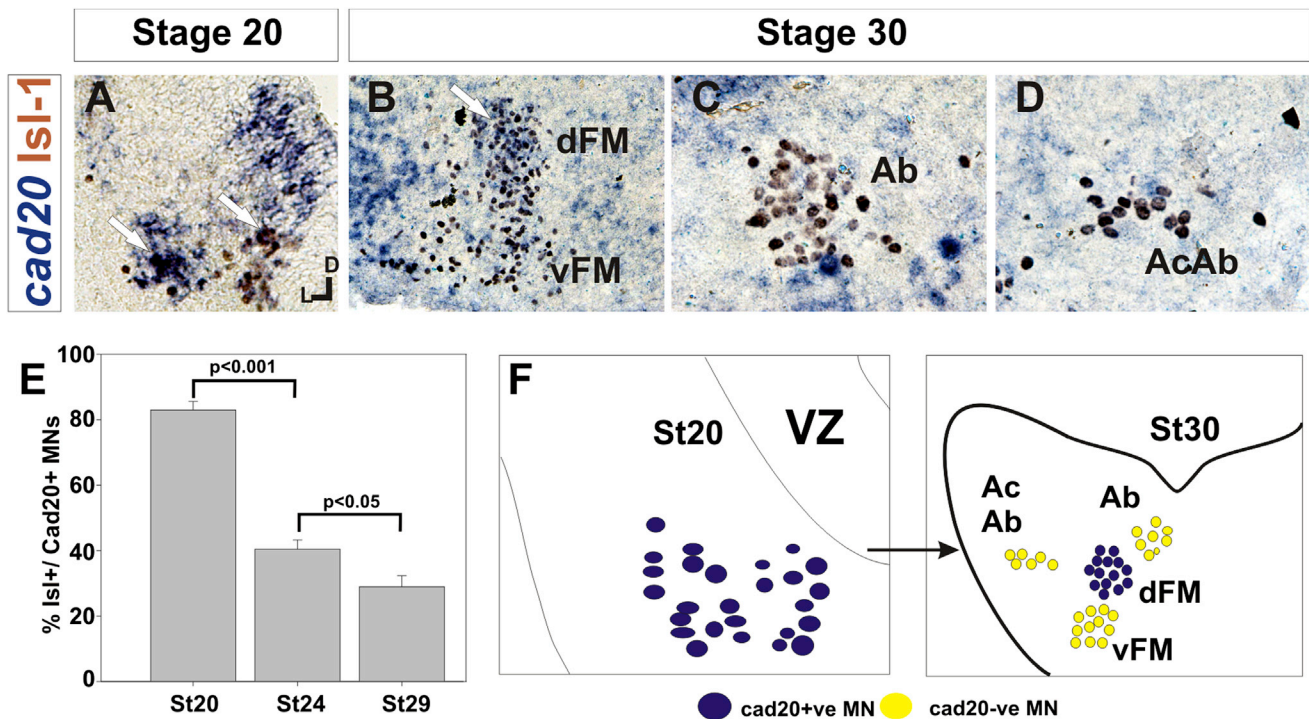 Stage 20
Stage 30
cad20 Isl-1
A
D
L
B
dFM
vFM
C
Ab
D
AcAb
E
% Isl+/ Cad20+ MNs
100
80
60
40
20
0
p<0.001
p<0.05
St20
St24
St29
F
St20
VZ
St30
Ac
Ab
Ab
dFM
vFM
cad20+ve MN
cad20-ve MN